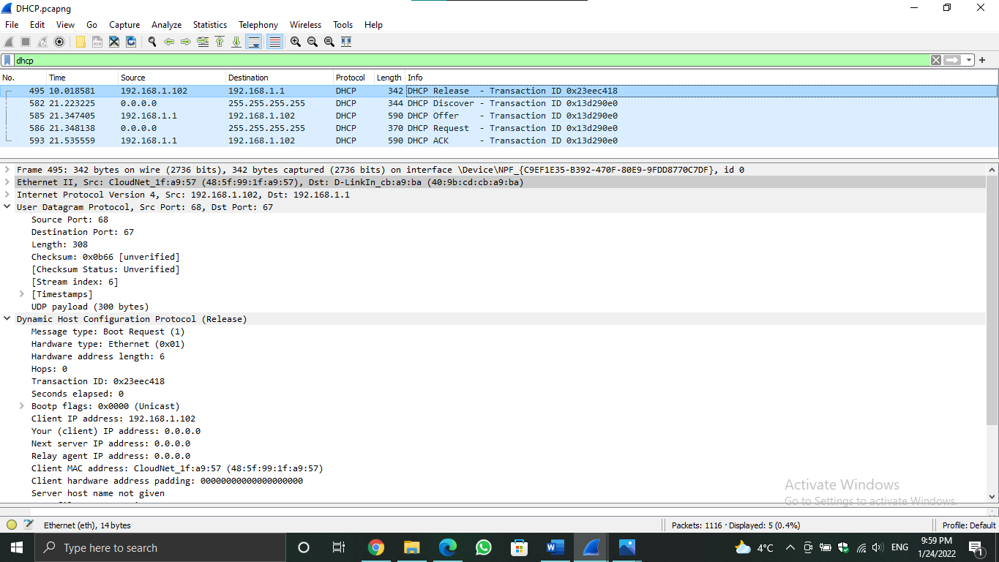 DHCP.pcapng
File Edit View Go Capture Analyze Statistics Telephony Wireless Tools Help
dhcp
No. Time Source Destination Protocol Length Info
495 10.018581 192.168.1.102 192.168.1.1 DHCP 342 DHCP Release - Transaction ID 0x23eec418
582 21.223225 0.0.0.0 255.255.255.255 DHCP 344 DHCP Discover - Transaction ID 0x13d290e0
585 21.347405 192.168.1.1 192.168.1.102 DHCP 590 DHCP Offer - Transaction ID 0x13d290e0
586 21.348138 0.0.0.0 255.255.255.255 DHCP 370 DHCP Request - Transaction ID 0x13d290e0
593 21.535559 192.168.1.1 192.168.1.102 DHCP 590 DHCP ACK - Transaction ID 0x13d290e0
Frame 495: 342 bytes on wire (2736 bits), 342 bytes captured (2736 bits) on interface \Device\NPF_{C9EF1E35-B392-470F-80E9-9FDD8770C7DF}, id 0
Ethernet II, Src: CloudNet_1f:a9:57 (48:5f:99:1f:a9:57), Dst: D-LinkIn_cb:a9:ba (40:9b:cd:cb:a9:ba)
Internet Protocol Version 4, Src: 192.168.1.102, Dst: 192.168.1.1
User Datagram Protocol, Src Port: 68, Dst Port: 67
Source Port: 68
Destination Port: 67
Length: 308
Checksum: 0x0b66 [unverified]
[Checksum Status: Unverified]
[Stream index: 6]
[Timestamps]
UDP payload (300 bytes)
Dynamic Host Configuration Protocol (Release)
Message type: Boot Request (1)
Hardware type: Ethernet (0x01)
Hardware address length: 6
Hops: 0
Transaction ID: 0x23eec418
Seconds elapsed: 0
Bootp flags: 0x0000 (Unicast)
Client IP address: 192.168.1.102
Your (client) IP address: 0.0.0.0
Next server IP address: 0.0.0.0
Relay agent IP address: 0.0.0.0
Client MAC address: CloudNet_1f:a9:57 (48:5f:99:1f:a9:57)
Client hardware address padding: 00000000000000000000
Server host name not given
Activate Windows
Go to Settings to activate Windows.
Ethernet (eth), 14 bytes
Packets: 1116 · Displayed: 5 (0.4%)
Profile: Default
Type here to search
4°C
ENG
9:59 PM
1/24/2022
1